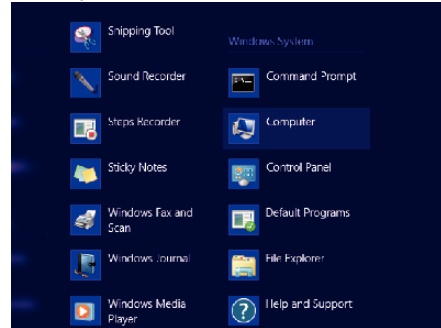 Snipping Tool
Sound Recorder
Steps Recorder
Sticky Notes
Windows Fax and
Scan
Windows Journal
Windows Media
Player
Windows System
Command Prompt
Computer
Control Panel
Default Programs
File Explorer
Help and Support